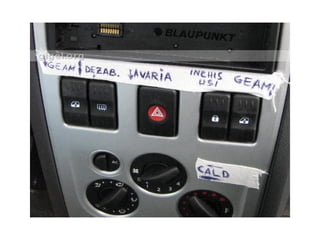 BLAUPUNKT
GEAM DEZAB. AVARIA INCHIS GEAM
USI
CALD